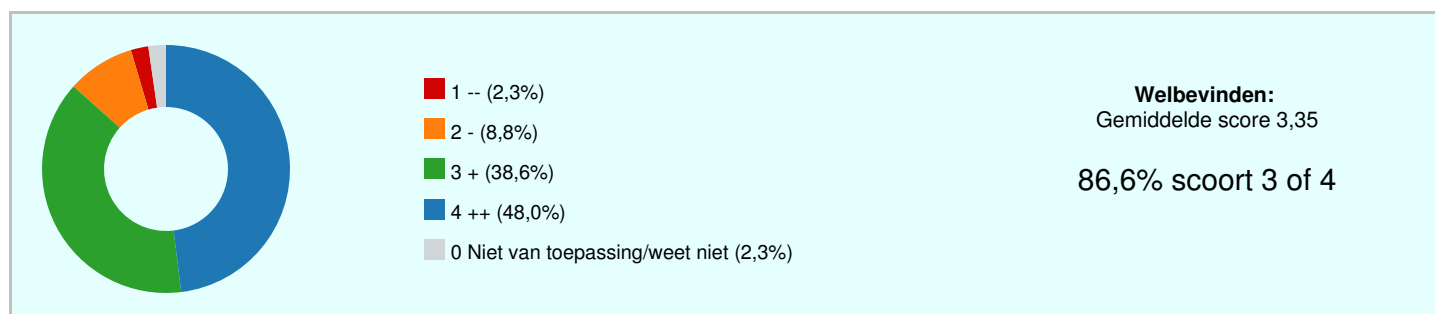 1 -- (2,3%)
2 - (8,8%)
3 + (38,6%)
4 ++ (48,0%)
0 Niet van toepassing/weet niet (2,3%)
Welbevinden:
Gemiddelde score 3,35
86,6% scoort 3 of 4